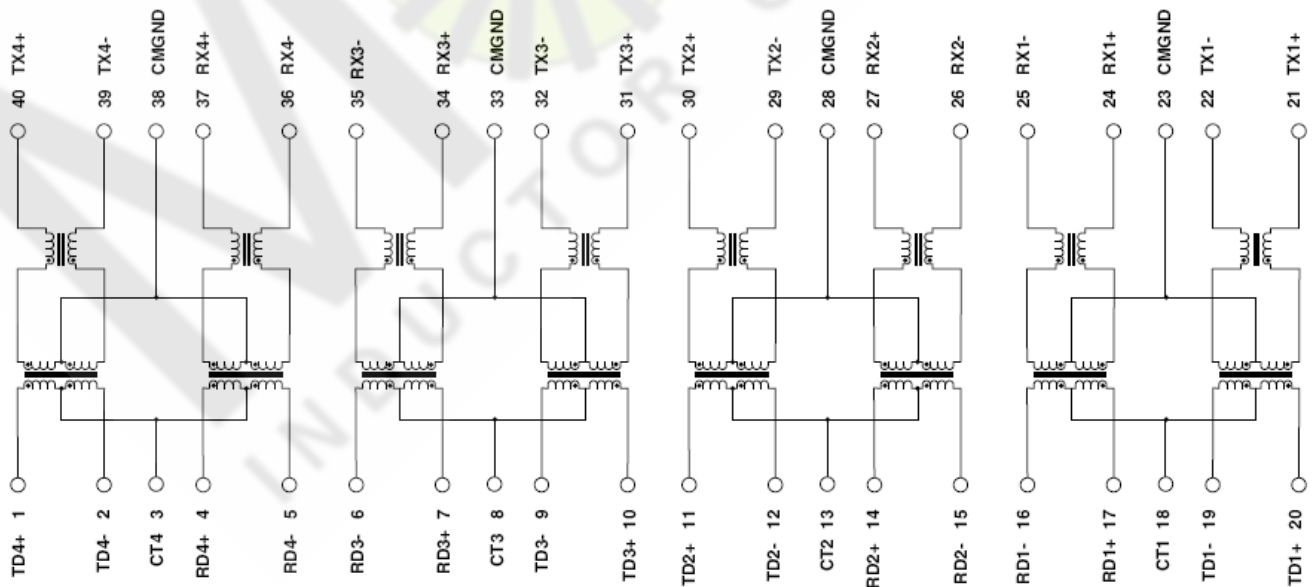 40 TX4+
39 TX4-
38 CMGND
37 RX4+
36 RX4-
35 RX3-
34 RX3+
33 CMGND
32 TX3-
31 TX3+
30 TX2+
29 TX2-
28 CMGND
27 RX2+
26 RX2-
25 RX1-
24 RX1+
23 CMGND
22 TX1-
21 TX1+
INDUCTOR
TD4+ 1
TD4- 2
CT4 3
RD4+ 4
RD4- 5
RD3- 6
RD3+ 7
CT3 8
TD3- 9
TD3+ 10
TD2+ 11
TD2- 12
CT2 13
RD2+ 14
RD2- 15
RD1- 16
RD1+ 17
CT1 18
TD1- 19
TD1+ 20